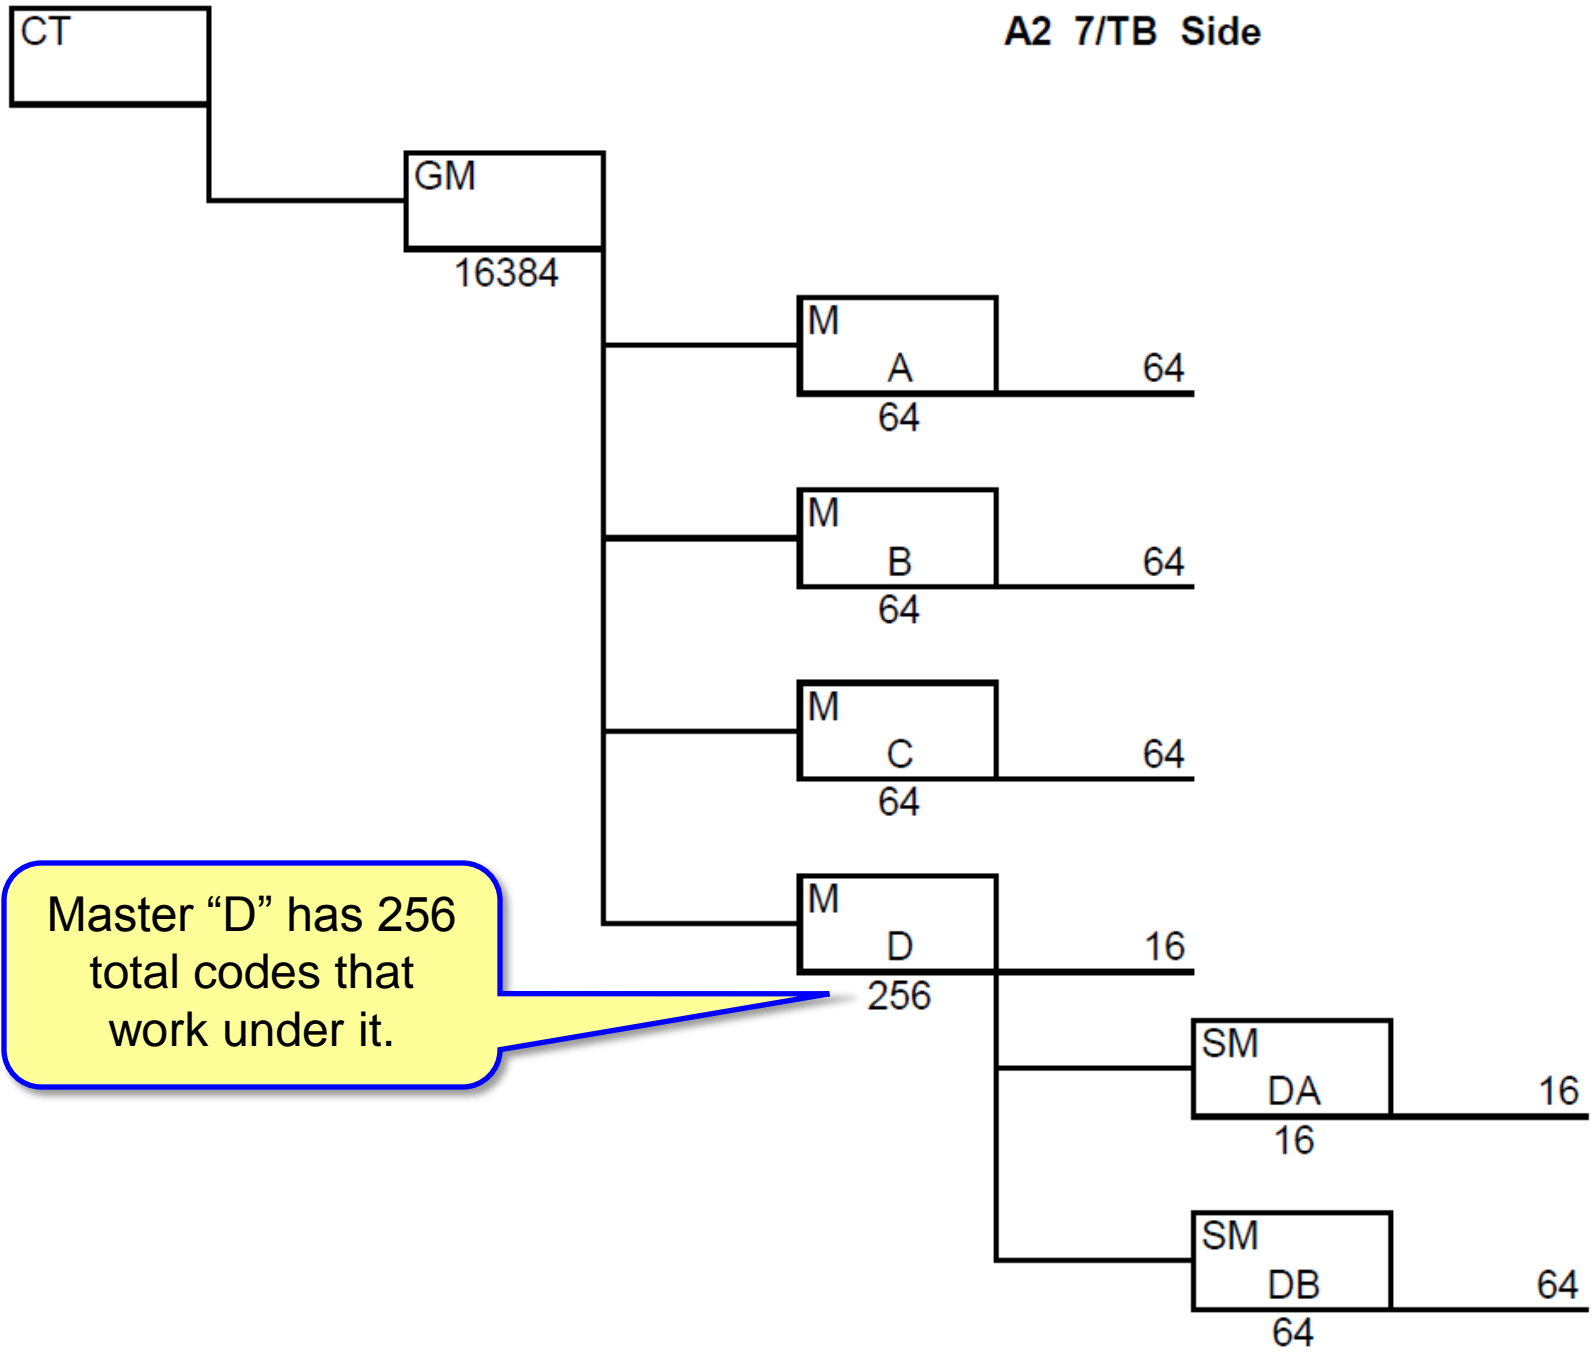 CT
A2 7/TB Side
GM
16384
M
A
64
64
M
B
64
64
M
C
64
64
Master “D” has 256
total codes that
work under it.
M
D
16
256
SM
DA
16
16
SM
DB
64
64